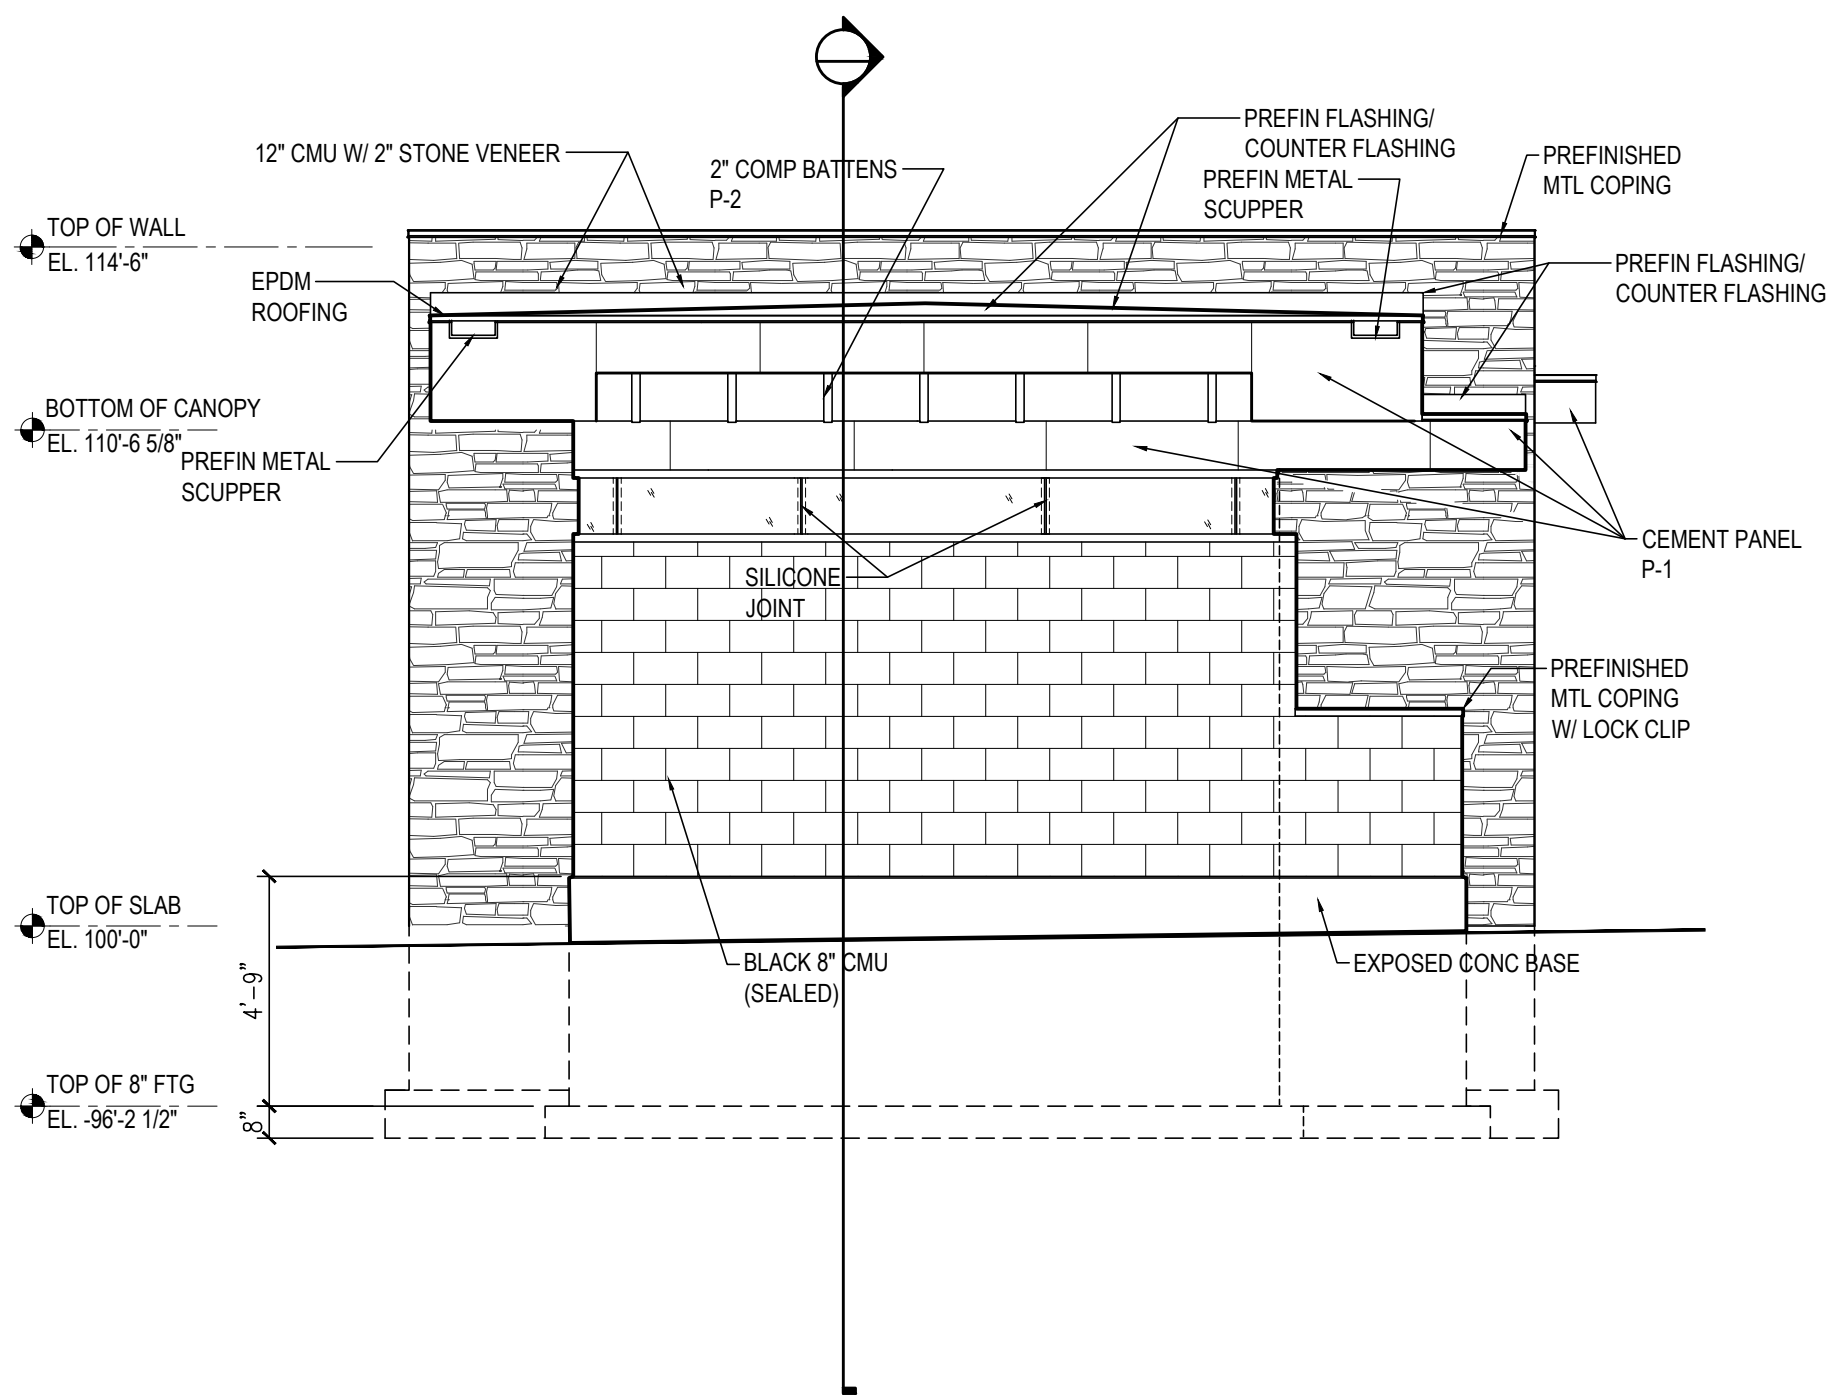 12" CMU W/ 2" STONE VENEER
2" COMP BATTENS
P-2
PREFIN FLASHING/
COUNTER FLASHING
PREFIN METAL
SCUPPER
PREFINISHED
MTL COPING
TOP OF WALL
EL. 114'-6"
EPDM
ROOFING
PREFIN FLASHING/
COUNTER FLASHING
BOTTOM OF CANOPY
EL. 110'-6 5/8"
PREFIN METAL
SCUPPER
CEMENT PANEL
P-1
SILICONE
JOINT
PREFINISHED
MTL COPING
W/ LOCK CLIP
TOP OF SLAB
EL. 100'-0"
BLACK 8" CMU
(SEALED)
EXPOSED CONC BASE
4'-9"
TOP OF 8" FTG
EL. -96'-2 1/2"
8"